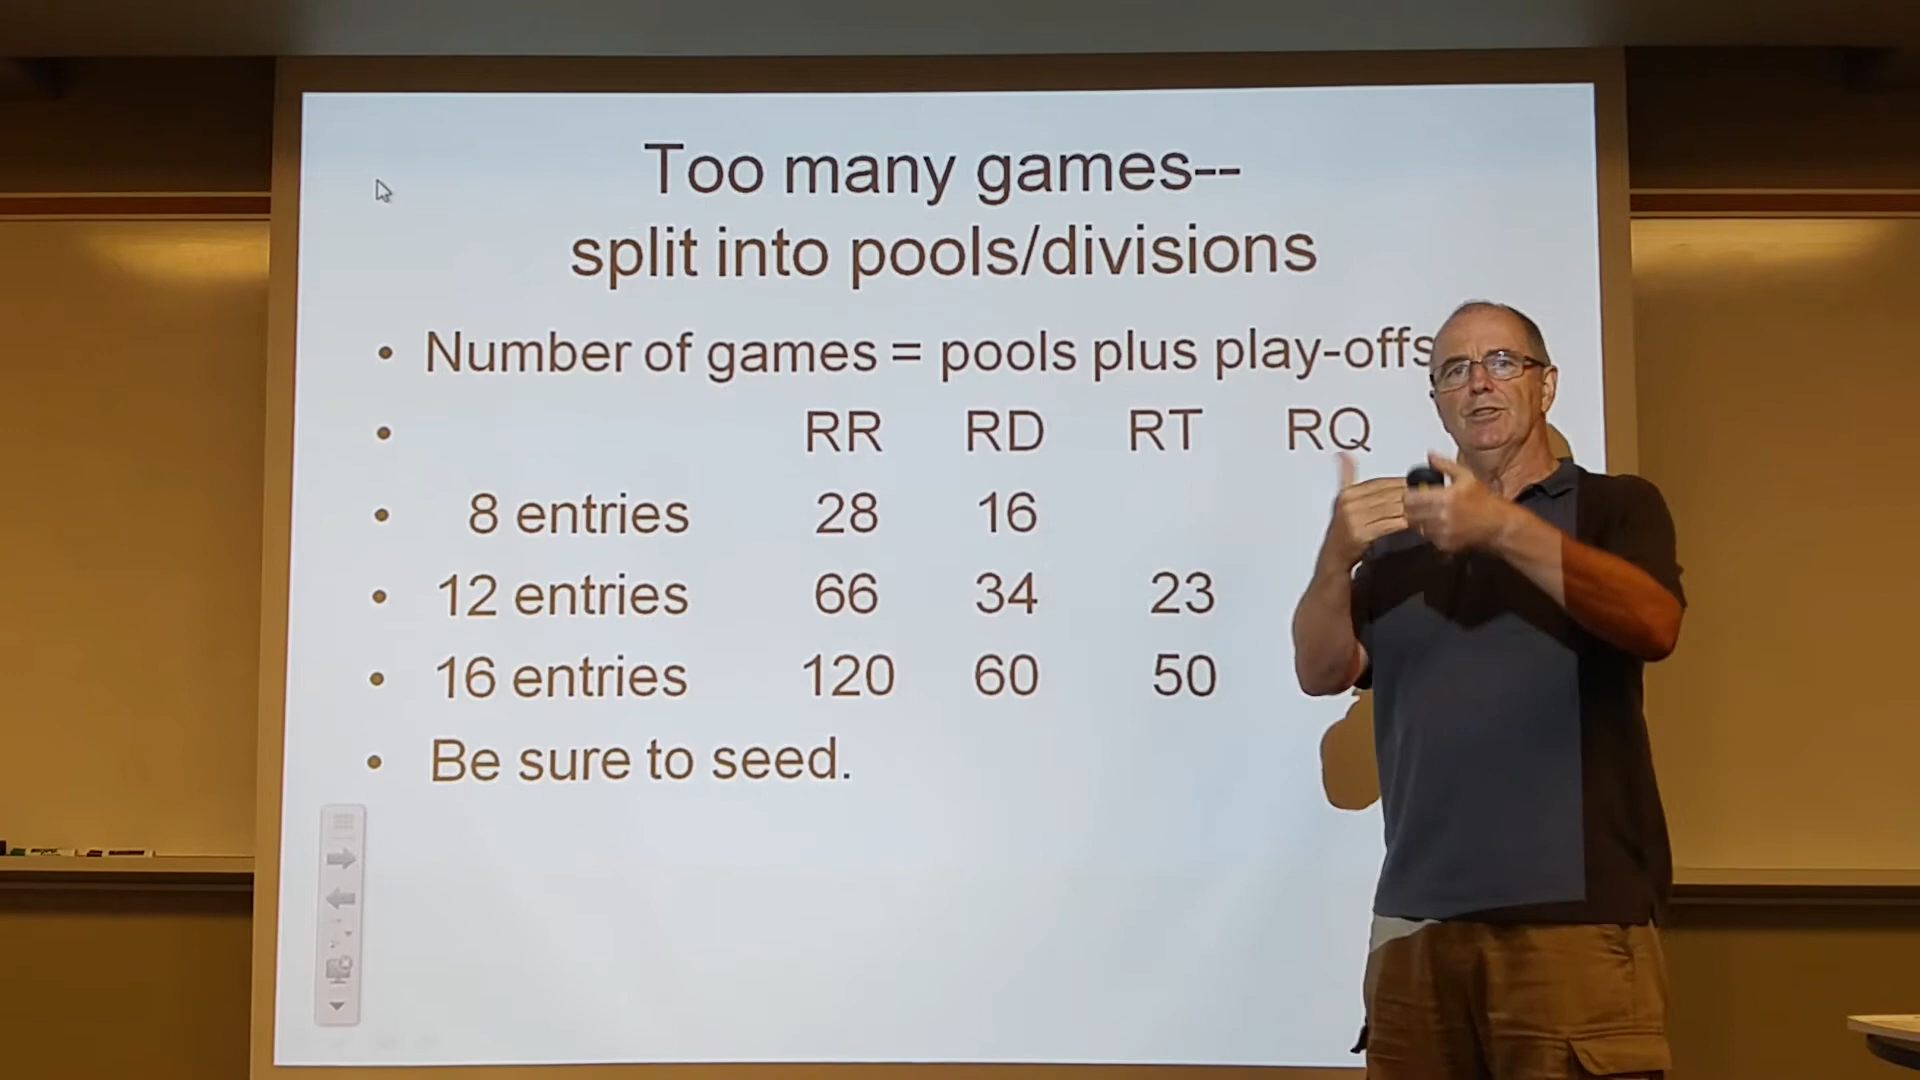 Too many games--
split into pools/divisions
• Number of games = pools plus play-offs
• RR RD RT RQ
• 8 entries 28 16
• 12 entries 66 34 23
• 16 entries 120 60 50
• Be sure to seed.